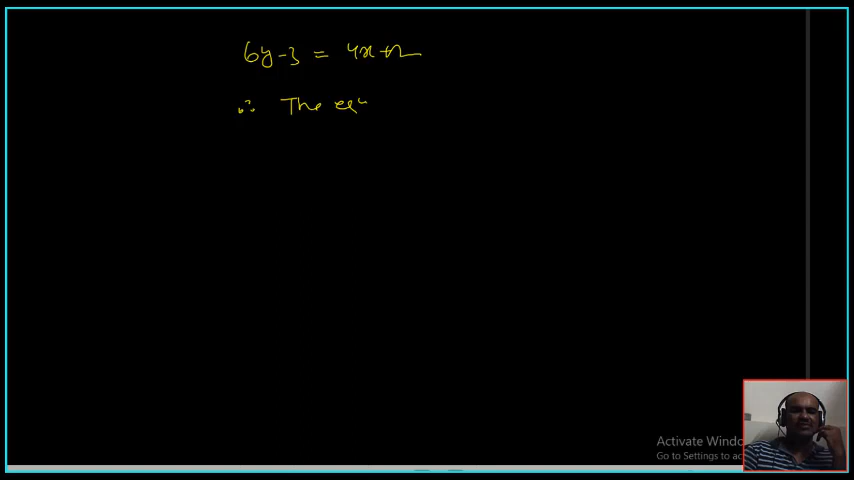 6y-3 = 4x+2
∴ The eqⁿ
Activate Windo
Go to Settings to ac